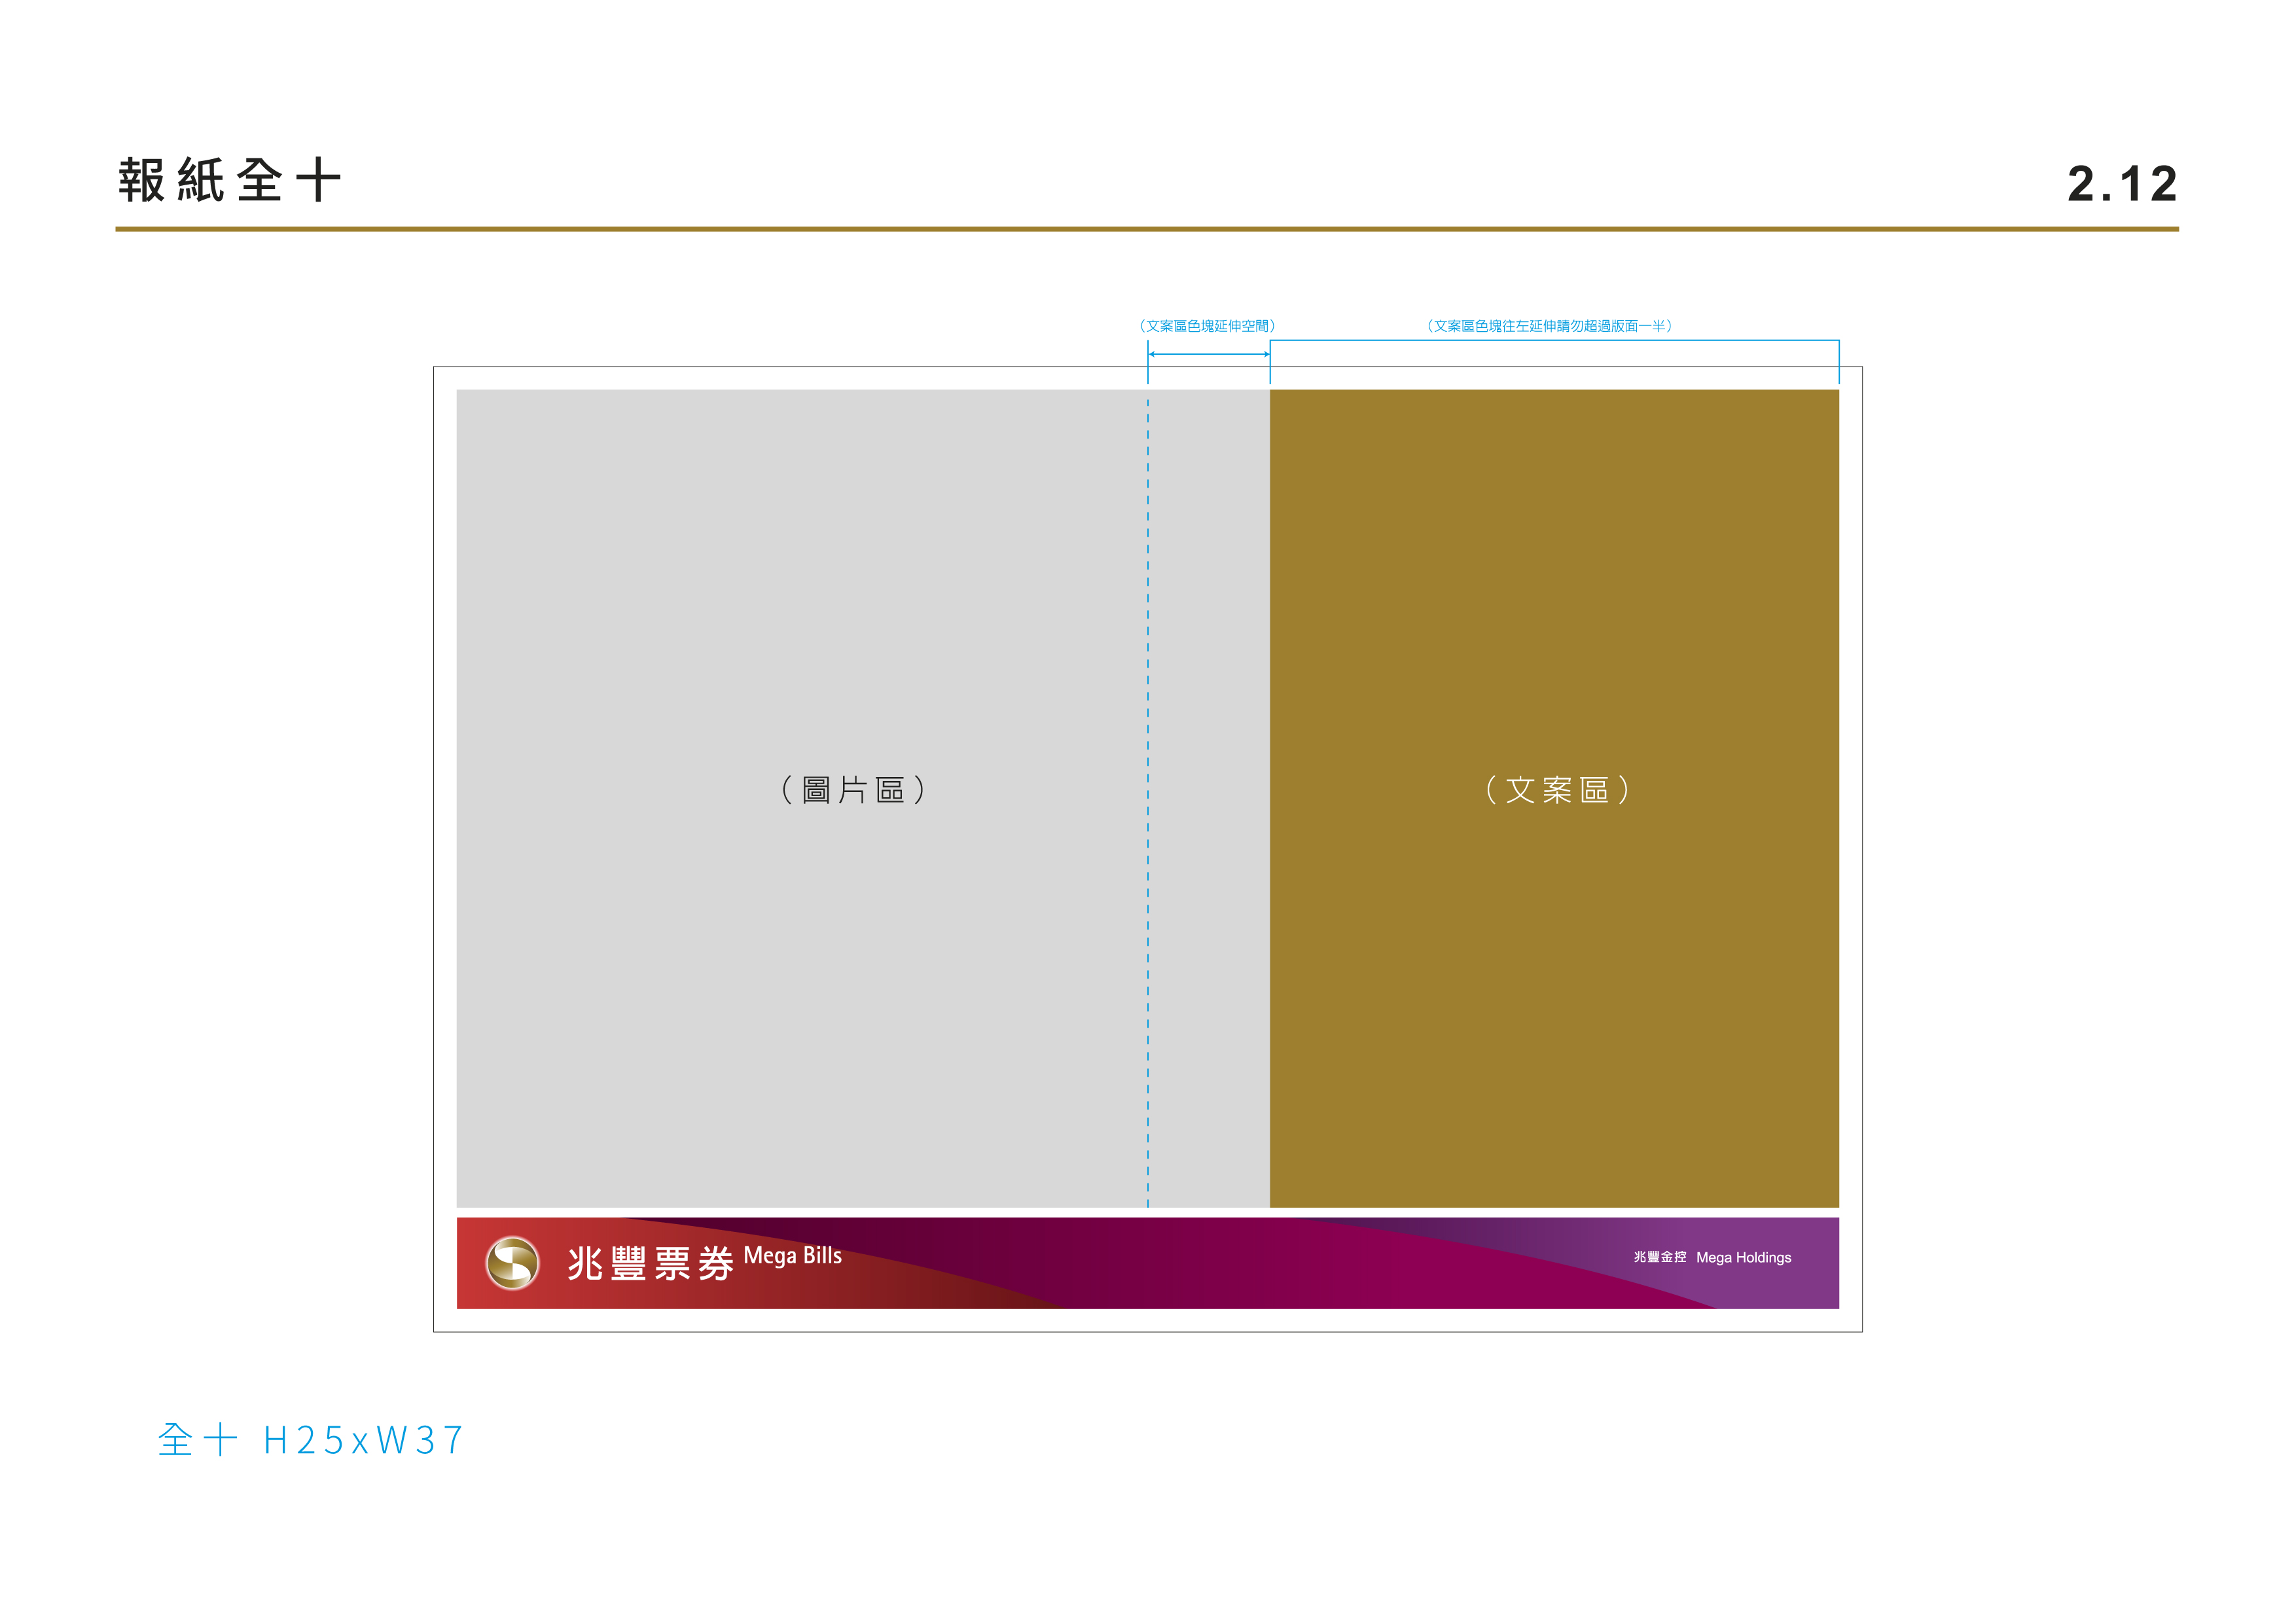 報紙全十
2.12
（文案區色塊延伸空間）
（文案區色塊往左延伸請勿超過版面一半）
（圖片區）
（文案區）
兆豐票券 Mega Bills
兆豐金控 Mega Holdings
全十 H25xW37